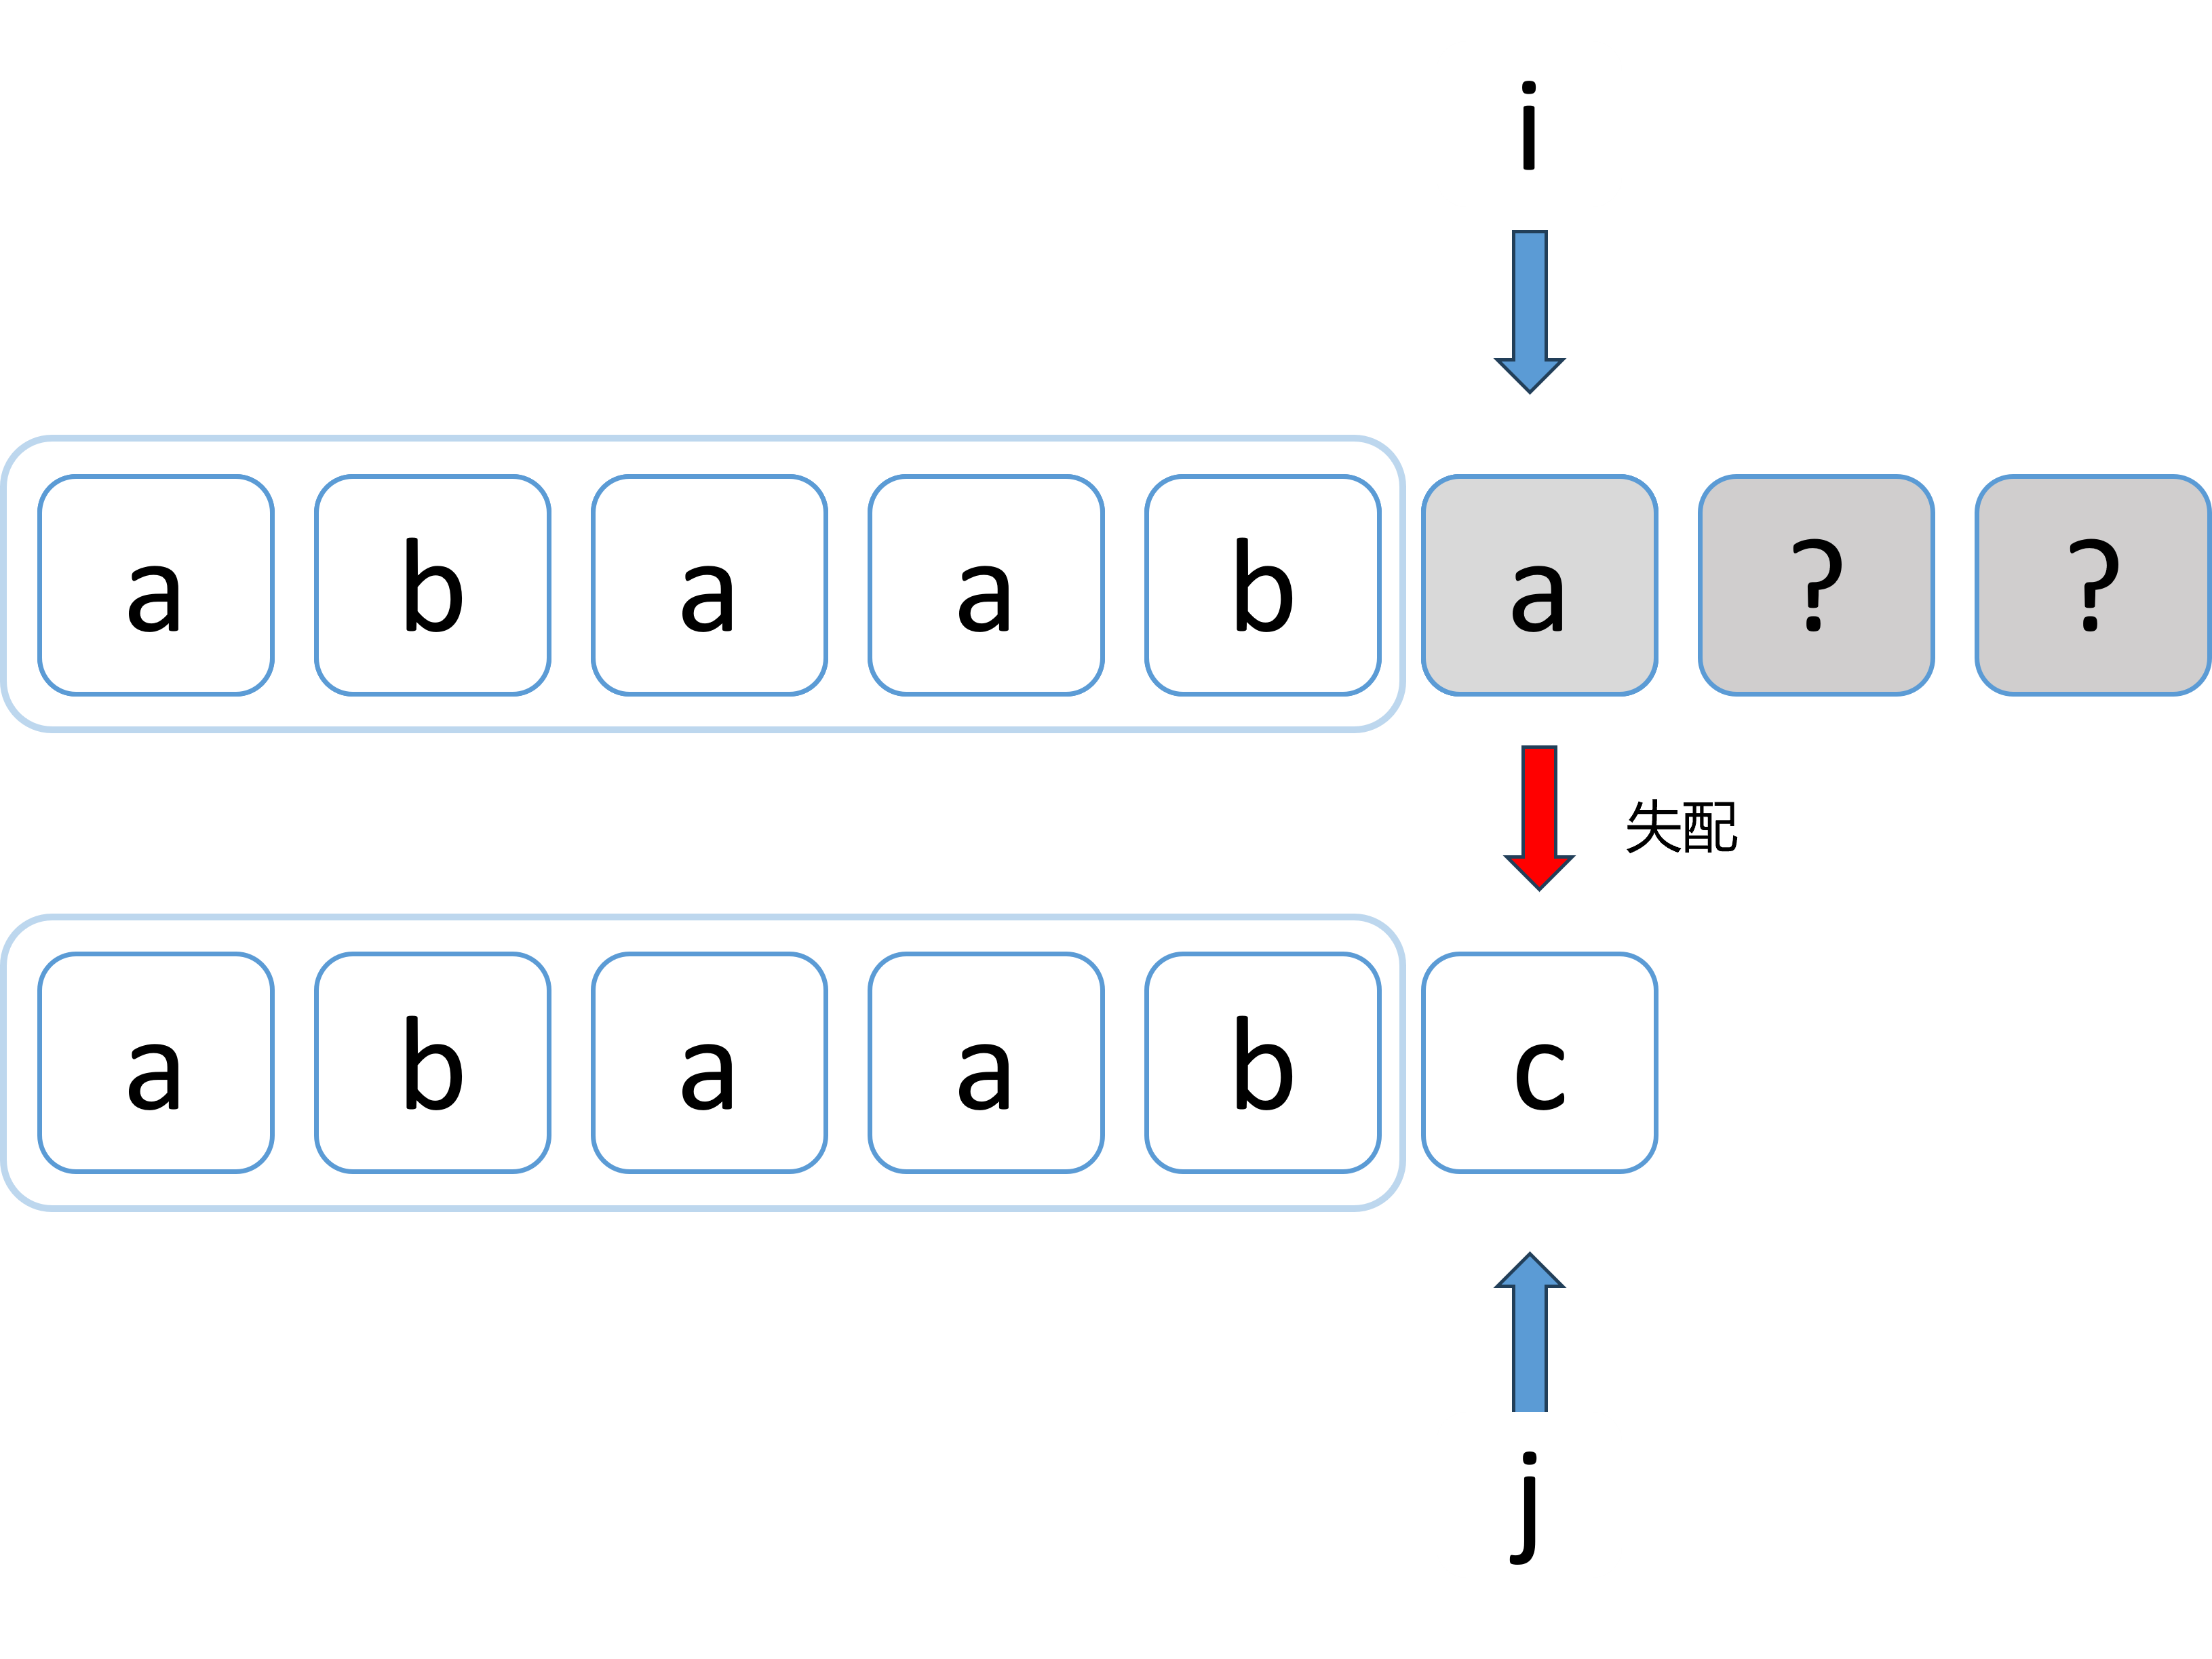 i
a b a a b a ? ?
失配
a b a a b c
j